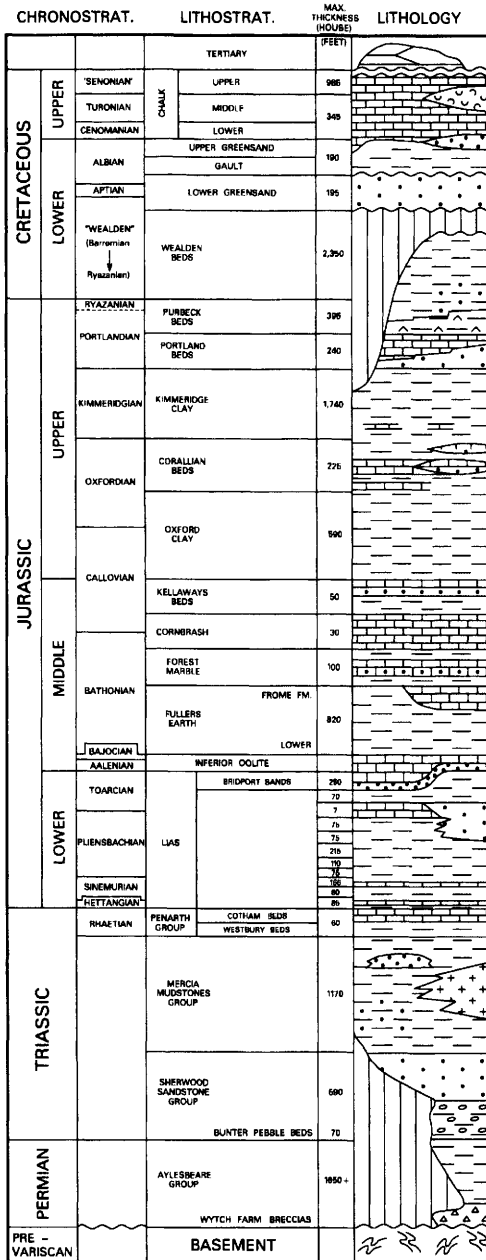 CHRONOSTRAT.
LITHOSTRAT.
MAX.
THICKNESS
(HOUSE)
LITHOLOGY
(FEET)
TERTIARY
CRETACEOUS
UPPER
'SENONIAN'
CHALK
UPPER
985
TURONIAN
MIDDLE
345
CENOMANIAN
LOWER
LOWER
ALBIAN
UPPER GREENSAND
190
GAULT
APTIAN
LOWER GREENSAND
195
"WEALDEN"
(Barremian
Ryazanian)
WEALDEN
BEDS
2,350
JURASSIC
UPPER
RYAZANIAN
PURBECK
BEDS
395
PORTLANDIAN
PORTLAND
BEDS
240
KIMMERIDGIAN
KIMMERIDGE
CLAY
1,740
OXFORDIAN
CORALLIAN
BEDS
225
OXFORD
CLAY
590
MIDDLE
CALLOVIAN
KELLAWAYS
BEDS
50
CORNBRASH
30
BATHONIAN
FOREST
MARBLE
100
FROME FM.
FULLERS
EARTH
820
LOWER
BAJOCIAN
AALENIAN
INFERIOR OOLITE
LOWER
TOARCIAN
LIAS
BRIDPORT SANDS
70
7
75
PLIENSBACHIAN
75
215
110
75
SINEMURIAN
HETTANGIAN
85
TRIASSIC
RHAETIAN
PENARTH
GROUP
COTHAM BEDS
60
WESTBURY BEDS
MERCIA
MUDSTONES
GROUP
1170
SHERWOOD
SANDSTONE
GROUP
590
BUNTER PEBBLE BEDS
70
PERMIAN
AYLESBEARE
GROUP
1650 +
WYTCH FARM BRECCIAS
PRE -
VARISCAN
BASEMENT